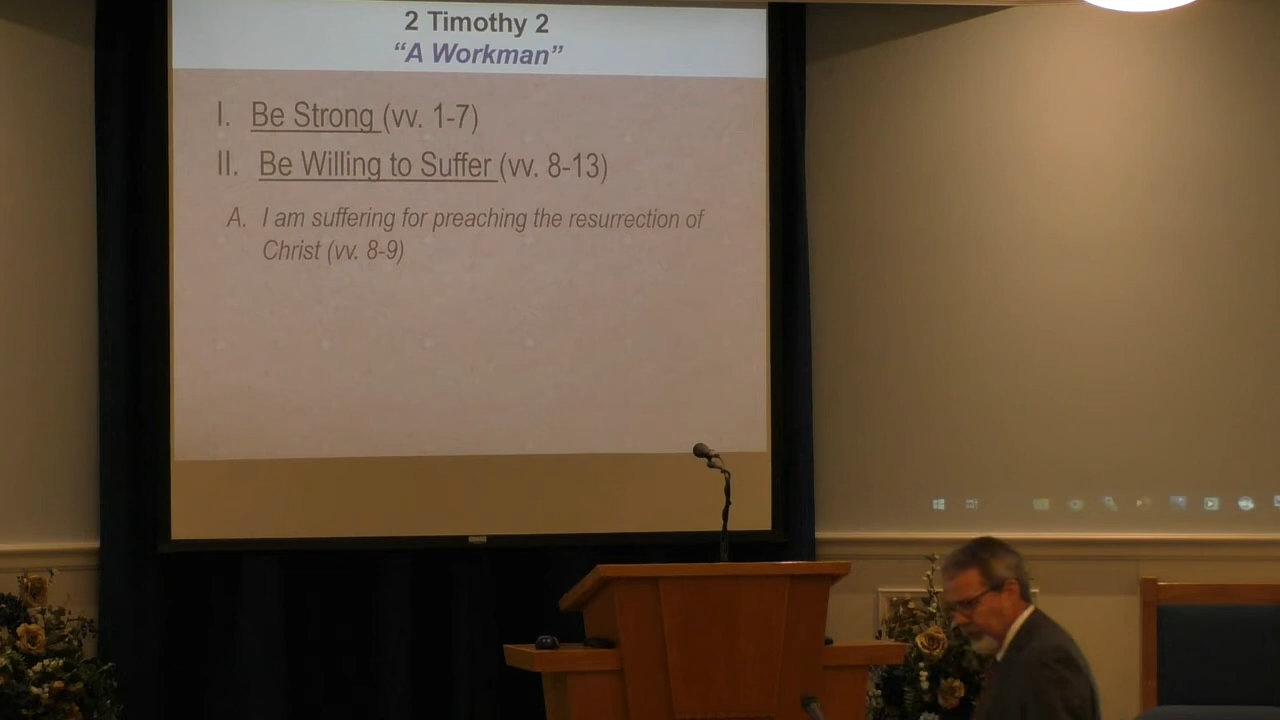 2 Timothy 2
“A Workman”
I. Be Strong (vv. 1-7)
II. Be Willing to Suffer (vv. 8-13)
A. I am suffering for preaching the resurrection of
Christ (vv. 8-9)